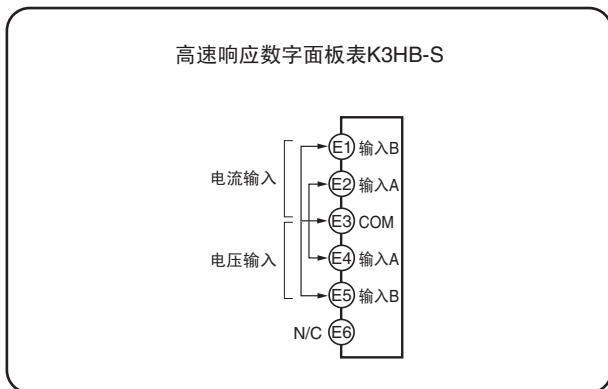 高速响应数字面板表K3HB-S
E1 输入B
电流输入
E2 输入A
E3 COM
电压输入
E4 输入A
E5 输入B
N/C E6